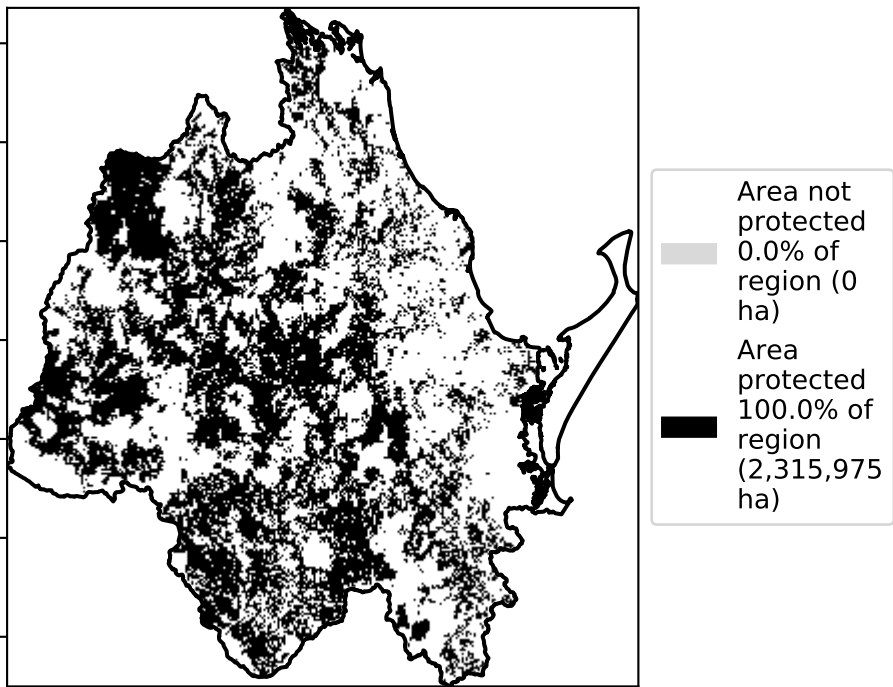 Area not
protected
0.0% of
region (0
ha)
Area
protected
100.0% of
region
(2,315,975
ha)